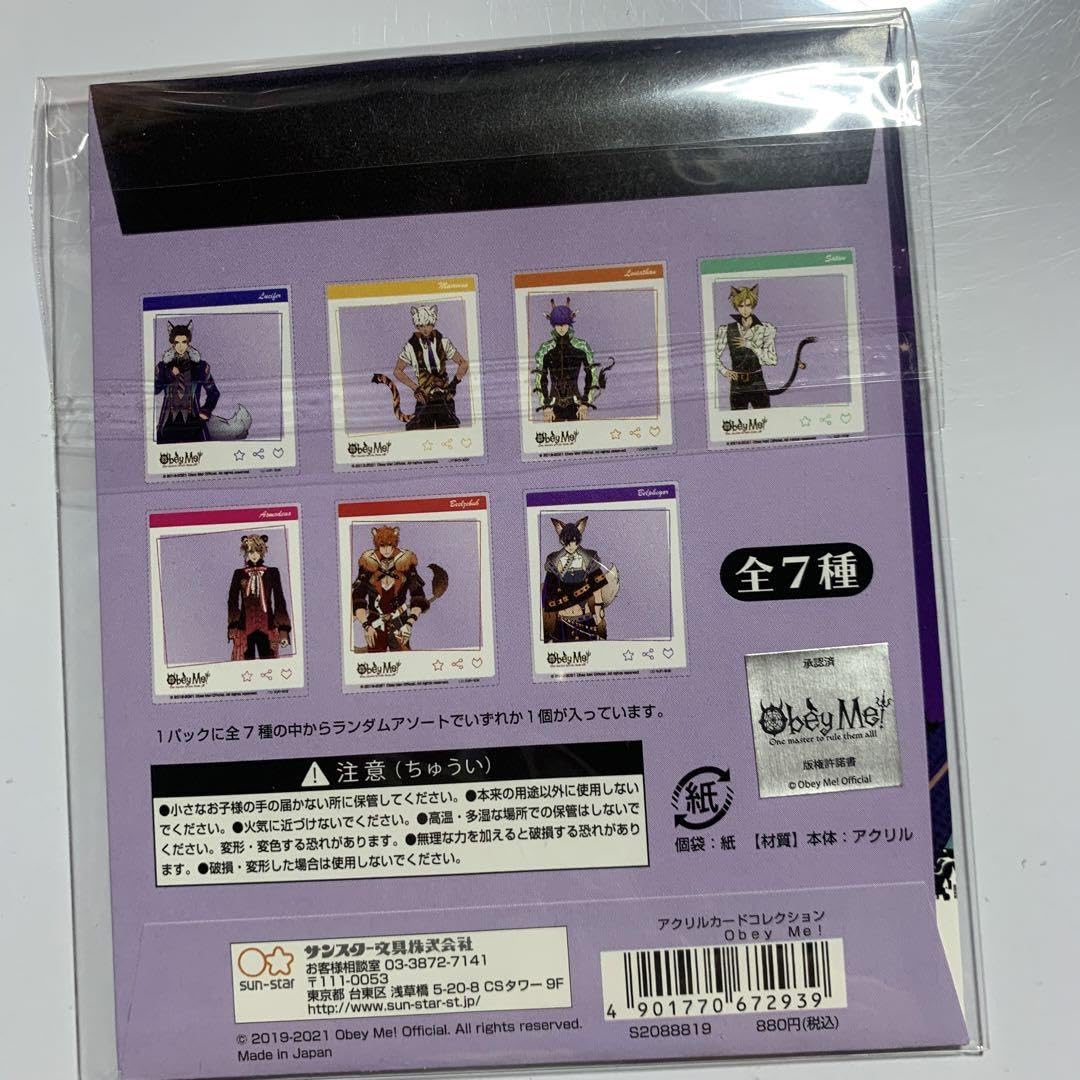 Lucifer
Mammon
Leviathan
Satan
Obey Me!
Obey Me!
Obey Me!
Obey Me!
Asmodeus
Beelzebub
Belphegor
Obey Me!
Obey Me!
Obey Me!
全7種
1パックに全7種の中からランダムアソートでいずれか1個が入っています。
承認済
Obey Me!
One master to rule them all!
版権許諾書
© Obey Me! Official
注意(ちゅうい)
●小さなお子様の手の届かない所に保管してください。●本来の用途以外に使用しない
でください。●火気に近づけないでください。●高温・多湿な場所での保管はしないで
ください。変形・変色する恐れがあります。●無理な力を加えると破損する恐れがあり
ます。●破損・変形した場合は使用しないでください。
紙
個袋:紙 【材質】本体:アクリル
sun-star
サンスター文具株式会社
お客様相談室 03-3872-7141
〒111-0053
東京都 台東区 浅草橋 5-20-8 CSタワー 9F
http://www.sun-star-st.jp/
© 2019-2021 Obey Me! Official. All rights reserved.
Made in Japan
アクリルカードコレクション
Obey Me!
4 901770 672939
S2088819 880円(税込)